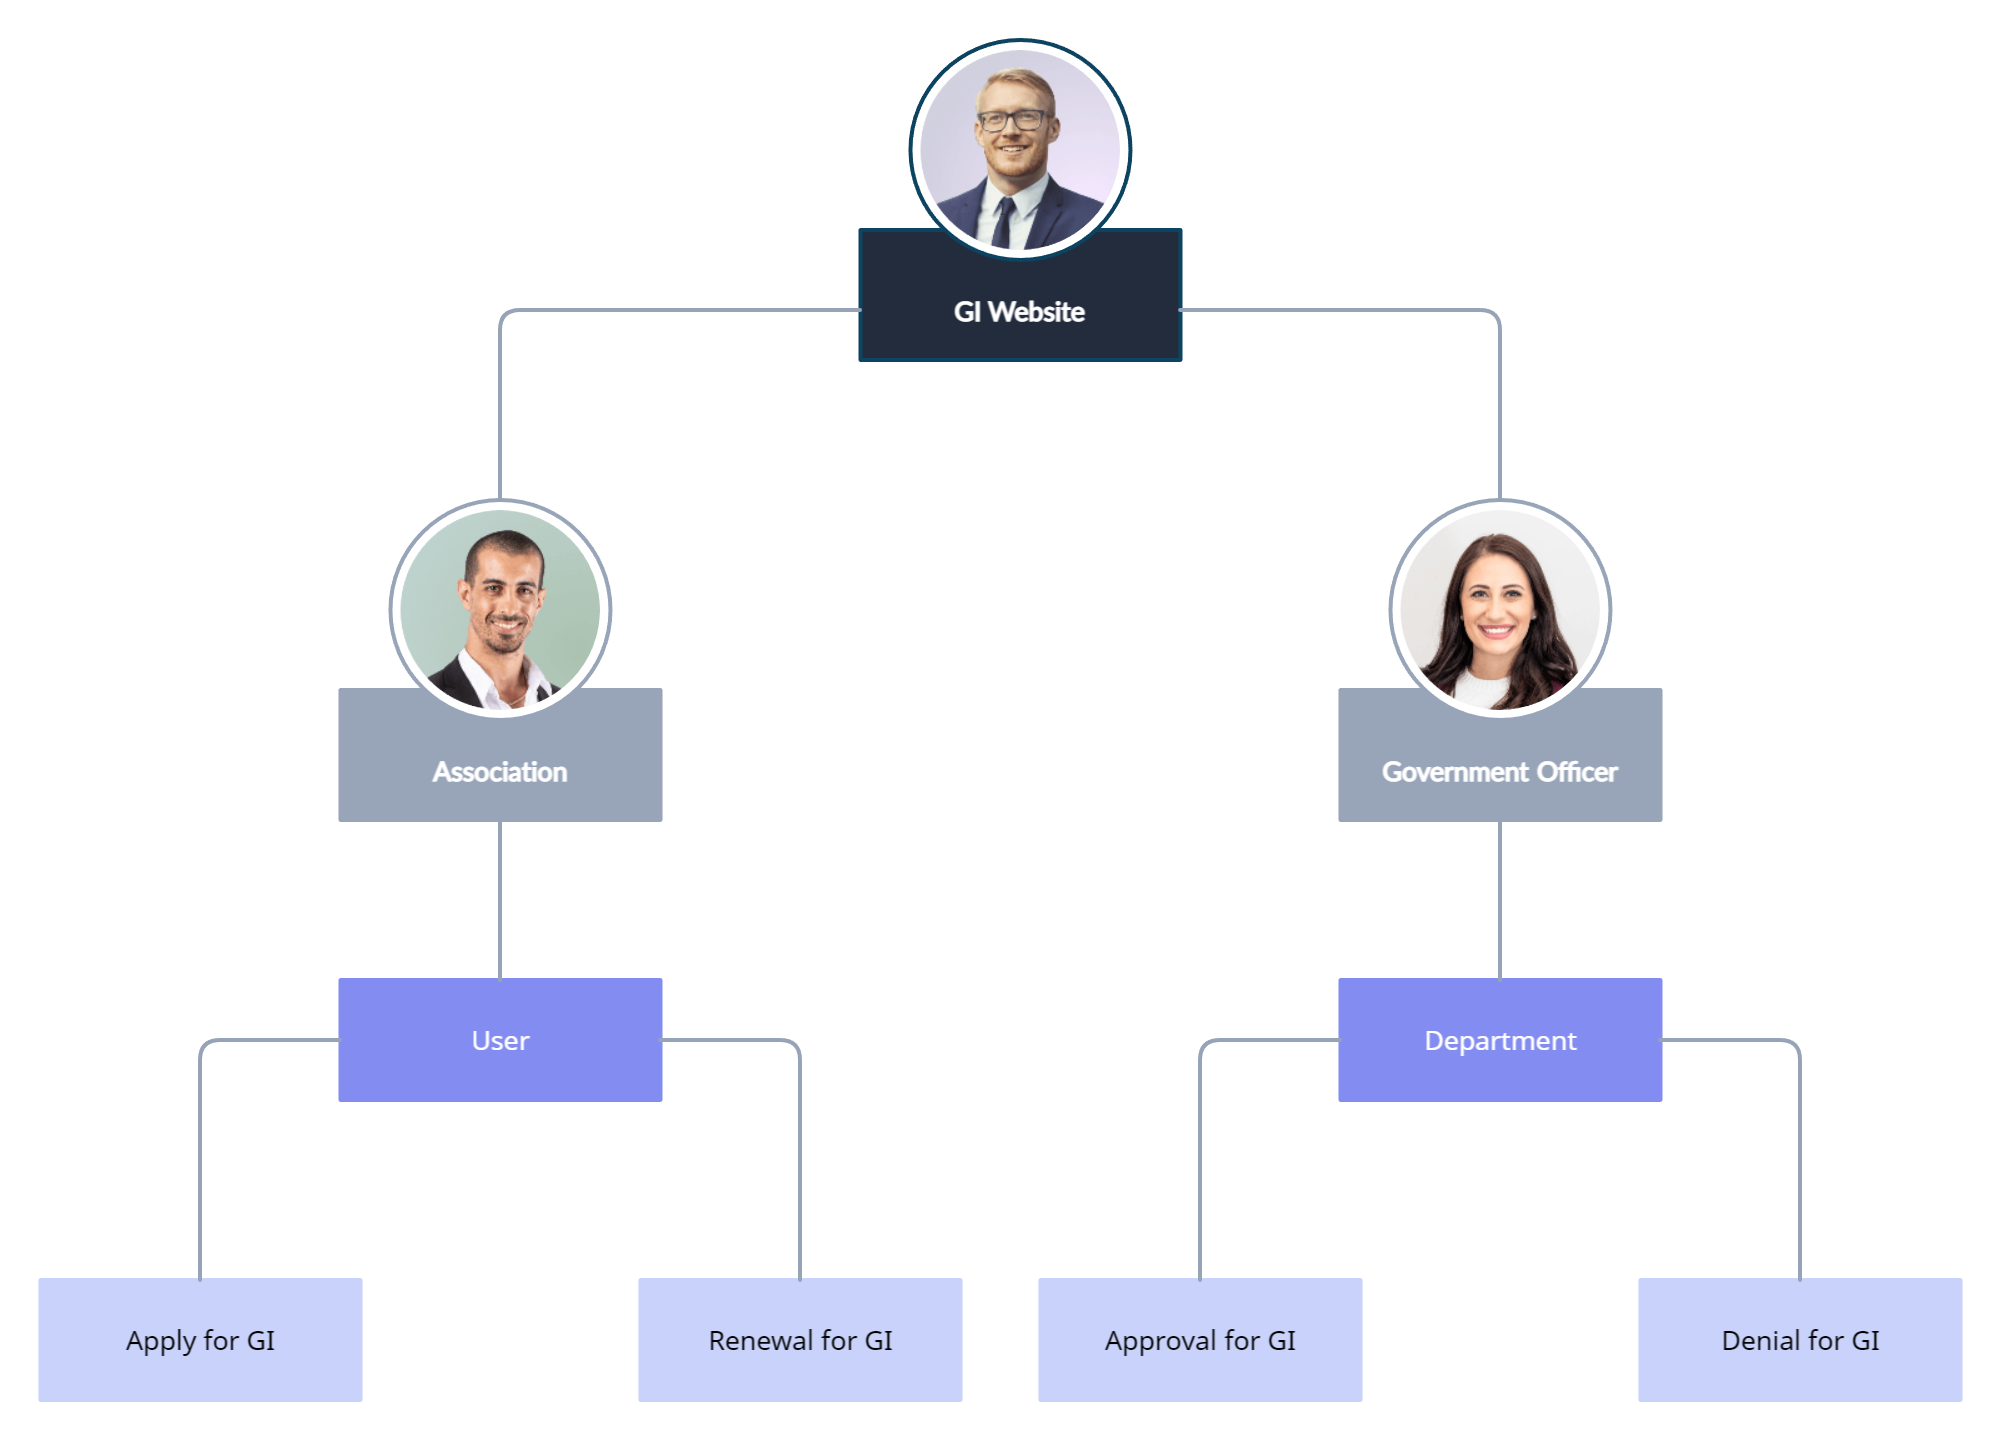 GI Website
Association
Government Officer
User
Department
Apply for GI
Renewal for GI
Approval for GI
Denial for GI